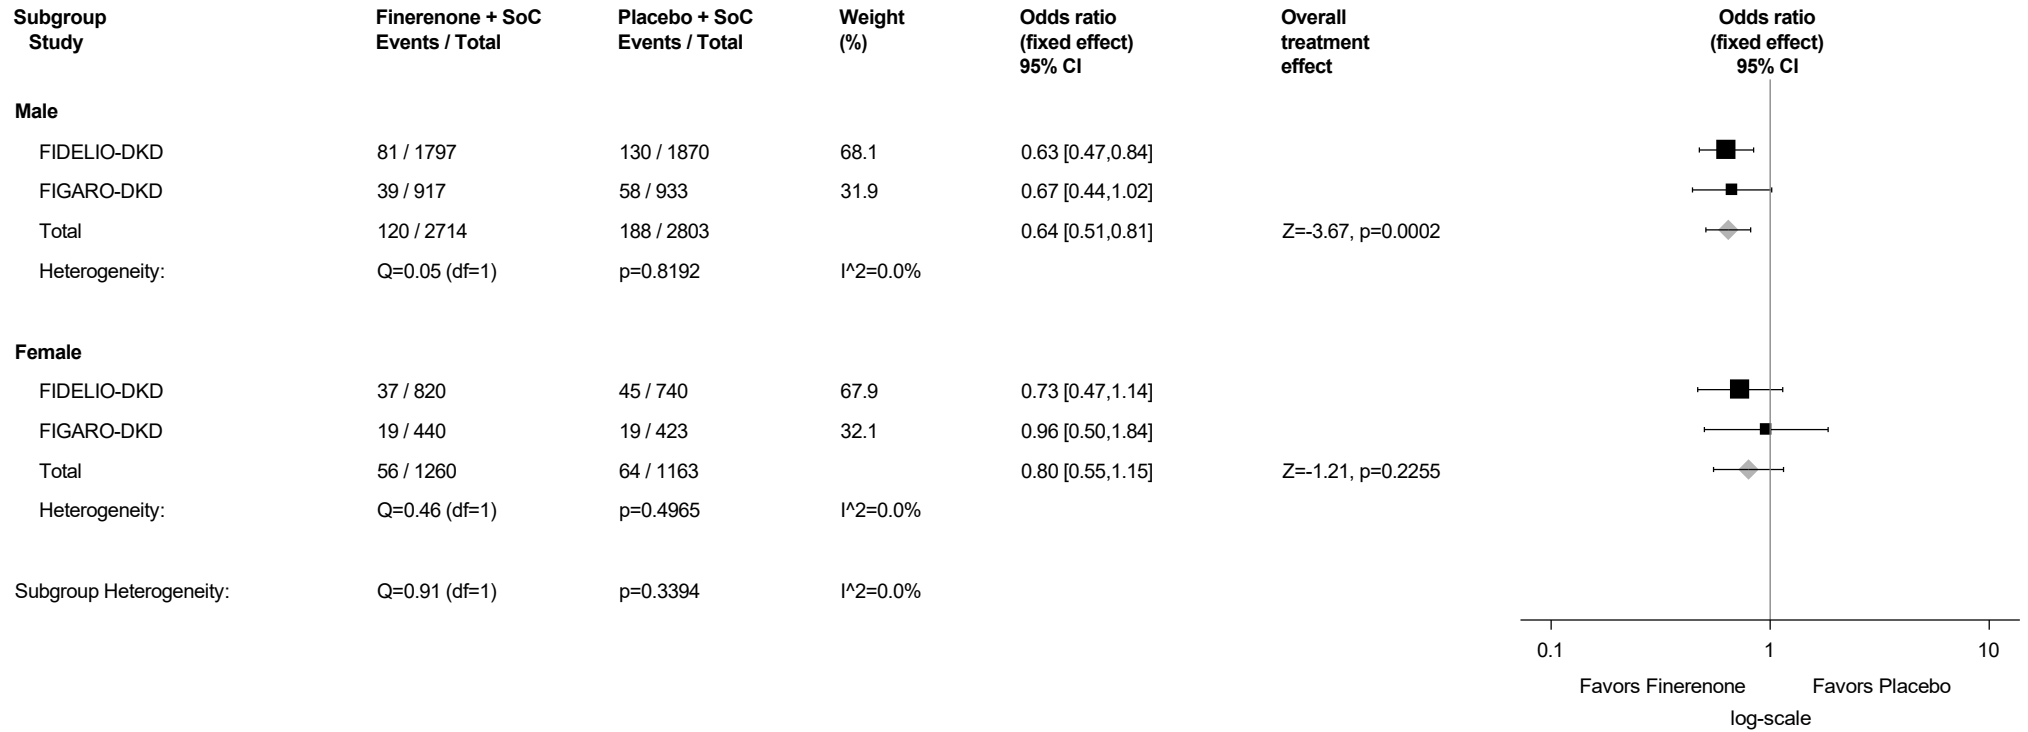 Subgroup Finerenone + SoC Placebo + SoC Weight Odds ratio Overall Odds ratio
Study Events / Total Events / Total (%) (fixed effect) treatment (fixed effect)
95% CI effect 95% CI
Male
FIDELIO-DKD 81 / 1797 130 / 1870 68.1 0.63 [0.47,0.84]
FIGARO-DKD 39 / 917 58 / 933 31.9 0.67 [0.44,1.02]
Total 120 / 2714 188 / 2803 0.64 [0.51,0.81] Z=-3.67, p=0.0002
Heterogeneity: Q=0.05 (df=1) p=0.8192 I^2=0.0%
Female
FIDELIO-DKD 37 / 820 45 / 740 67.9 0.73 [0.47,1.14]
FIGARO-DKD 19 / 440 19 / 423 32.1 0.96 [0.50,1.84]
Total 56 / 1260 64 / 1163 0.80 [0.55,1.15] Z=-1.21, p=0.2255
Heterogeneity: Q=0.46 (df=1) p=0.4965 I^2=0.0%
Subgroup Heterogeneity: Q=0.91 (df=1) p=0.3394 I^2=0.0%
0.1 1 10
Favors Finerenone Favors Placebo
log-scale